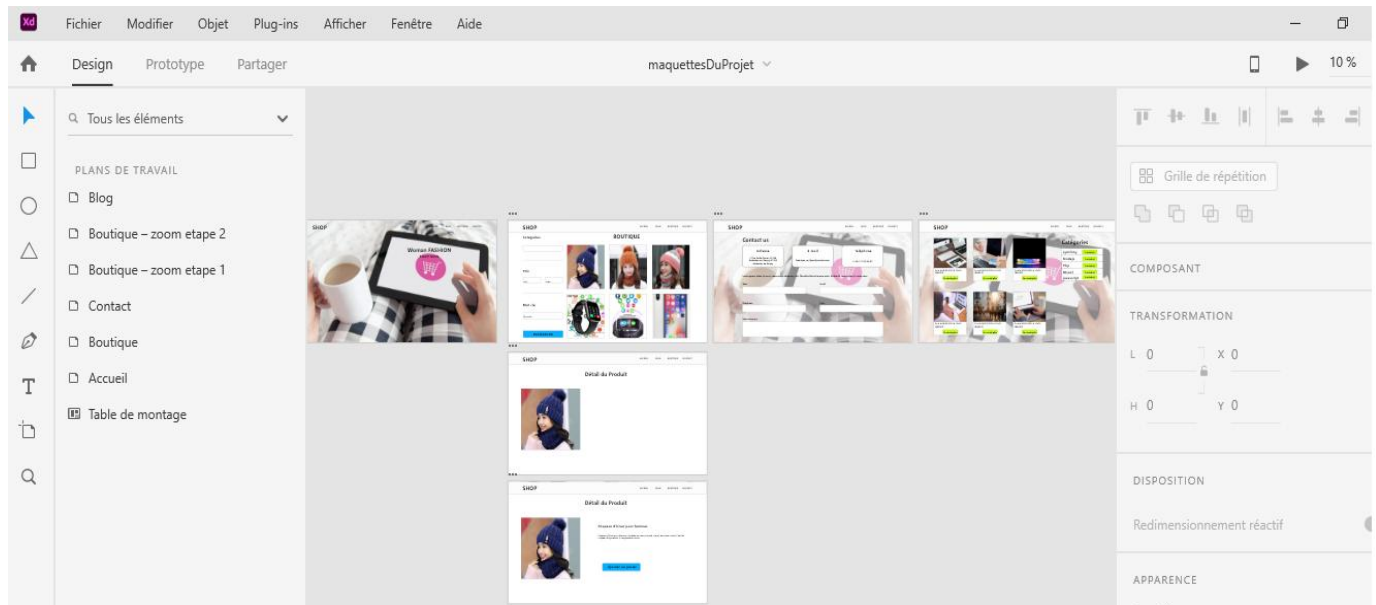 Xd Fichier Modifier Objet Plug-ins Afficher Fenêtre Aide
Design Prototype Partager maquettesDuProjet 10 %
Tous les éléments
PLANS DE TRAVAIL
Blog
Boutique – zoom etape 2
Boutique – zoom etape 1
Contact
Boutique
Accueil
Table de montage
SHOP
Woman FASHION
SHOP
BOUTIQUE
SHOP
Contact us
SHOP
Catégories
SHOP
Détail du Produit
SHOP
Détail du Produit
Grille de répétition
COMPOSANT
TRANSFORMATION
L 0 X 0
H 0 Y 0
DISPOSITION
Redimensionnement réactif
APPARENCE